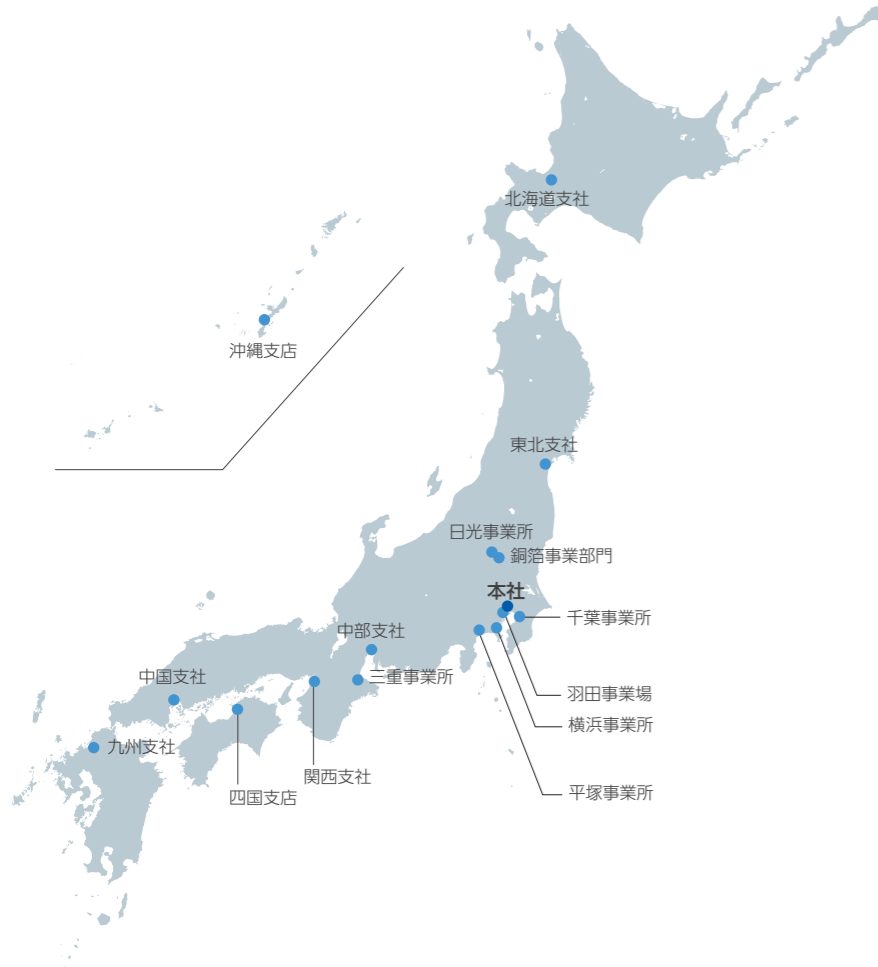 北海道支社
沖縄支店
東北支社
日光事業所
銅箔事業部門
本社
千葉事業所
中部支社
三重事業所
中国支社
羽田事業場
横浜事業所
九州支社
関西支社
四国支店
平塚事業所